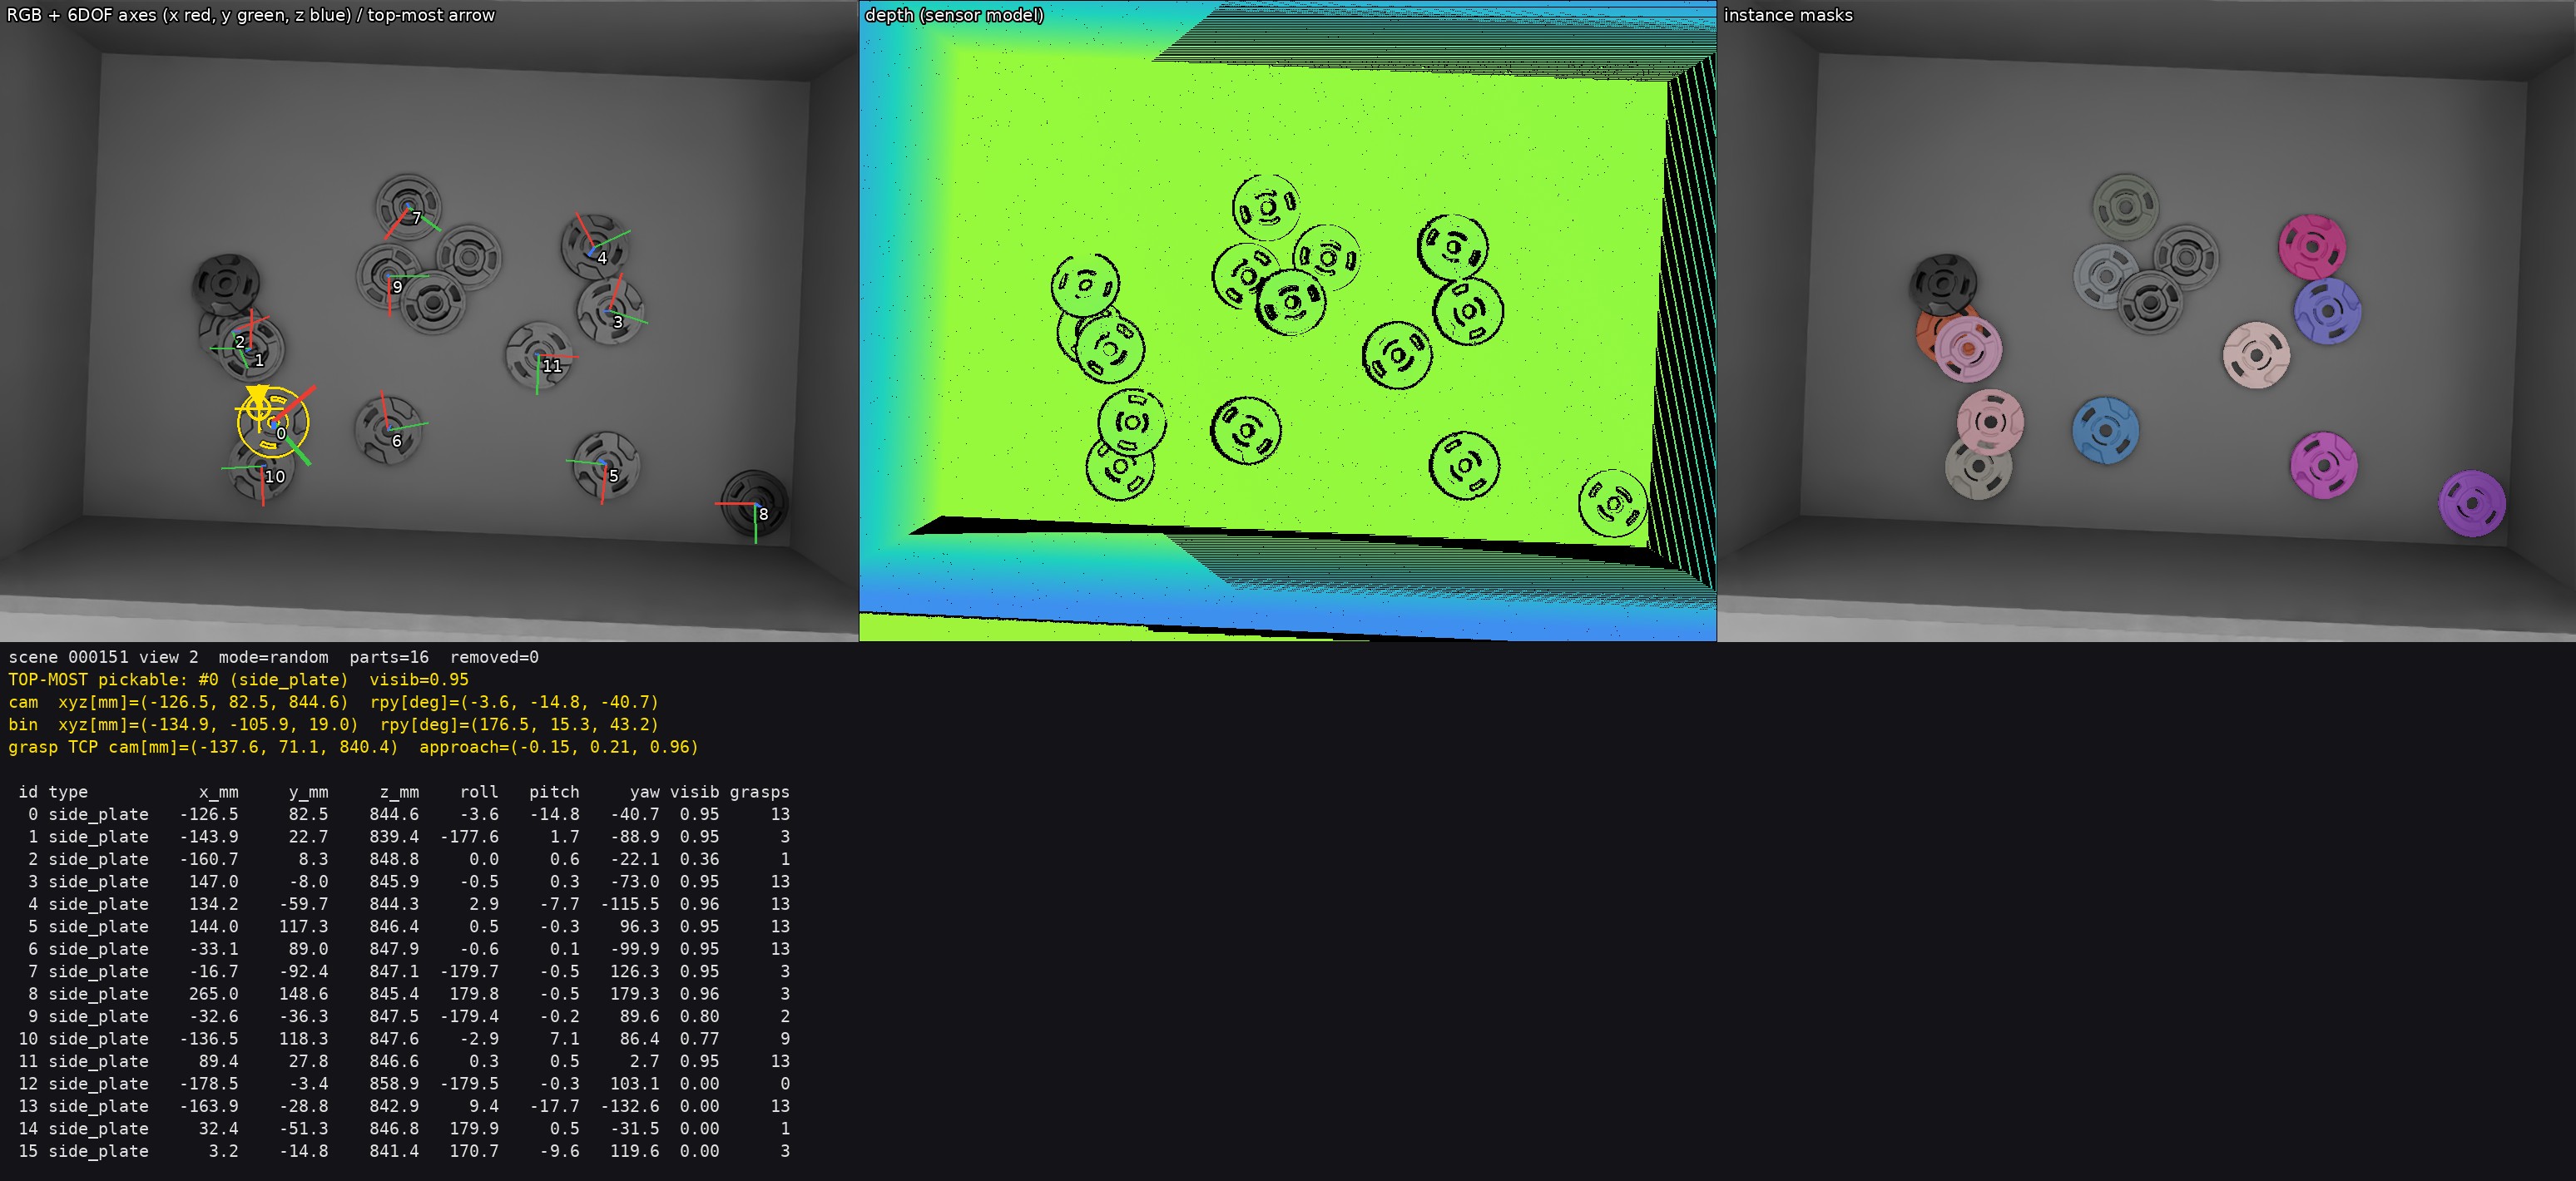 RGB + 6DOF axes (x red, y green, z blue) / top-most arrow
depth (sensor model)
instance masks
7
4
9
3
2
1
11
0
6
10
5
8
scene 000151 view 2  mode=random  parts=16  removed=0
TOP-MOST pickable: #0 (side_plate)  visib=0.95
cam  xyz[mm]=(-126.5, 82.5, 844.6)  rpy[deg]=(-3.6, -14.8, -40.7)
bin  xyz[mm]=(-134.9, -105.9, 19.0)  rpy[deg]=(176.5, 15.3, 43.2)
grasp TCP cam[mm]=(-137.6, 71.1, 840.4)  approach=(-0.15, 0.21, 0.96)
id type x_mm y_mm z_mm roll pitch yaw visib grasps
0 side_plate -126.5 82.5 844.6 -3.6 -14.8 -40.7 0.95 13
1 side_plate -143.9 22.7 839.4 -177.6 1.7 -88.9 0.95 3
2 side_plate -160.7 8.3 848.8 0.0 0.6 -22.1 0.36 1
3 side_plate 147.0 -8.0 845.9 -0.5 0.3 -73.0 0.95 13
4 side_plate 134.2 -59.7 844.3 2.9 -7.7 -115.5 0.96 13
5 side_plate 144.0 117.3 846.4 0.5 -0.3 96.3 0.95 13
6 side_plate -33.1 89.0 847.9 -0.6 0.1 -99.9 0.95 13
7 side_plate -16.7 -92.4 847.1 -179.7 -0.5 126.3 0.95 3
8 side_plate 265.0 148.6 845.4 179.8 -0.5 179.3 0.96 3
9 side_plate -32.6 -36.3 847.5 -179.4 -0.2 89.6 0.80 2
10 side_plate -136.5 118.3 847.6 -2.9 7.1 86.4 0.77 9
11 side_plate 89.4 27.8 846.6 0.3 0.5 2.7 0.95 13
12 side_plate -178.5 -3.4 858.9 -179.5 -0.3 103.1 0.00 0
13 side_plate -163.9 -28.8 842.9 9.4 -17.7 -132.6 0.00 13
14 side_plate 32.4 -51.3 846.8 179.9 0.5 -31.5 0.00 1
15 side_plate 3.2 -14.8 841.4 170.7 -9.6 119.6 0.00 3